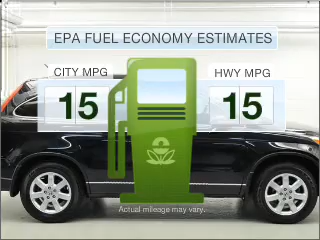 EPA FUEL ECONOMY ESTIMATES
CITY MPG
HWY MPG
15
15
Actual mileage may vary.